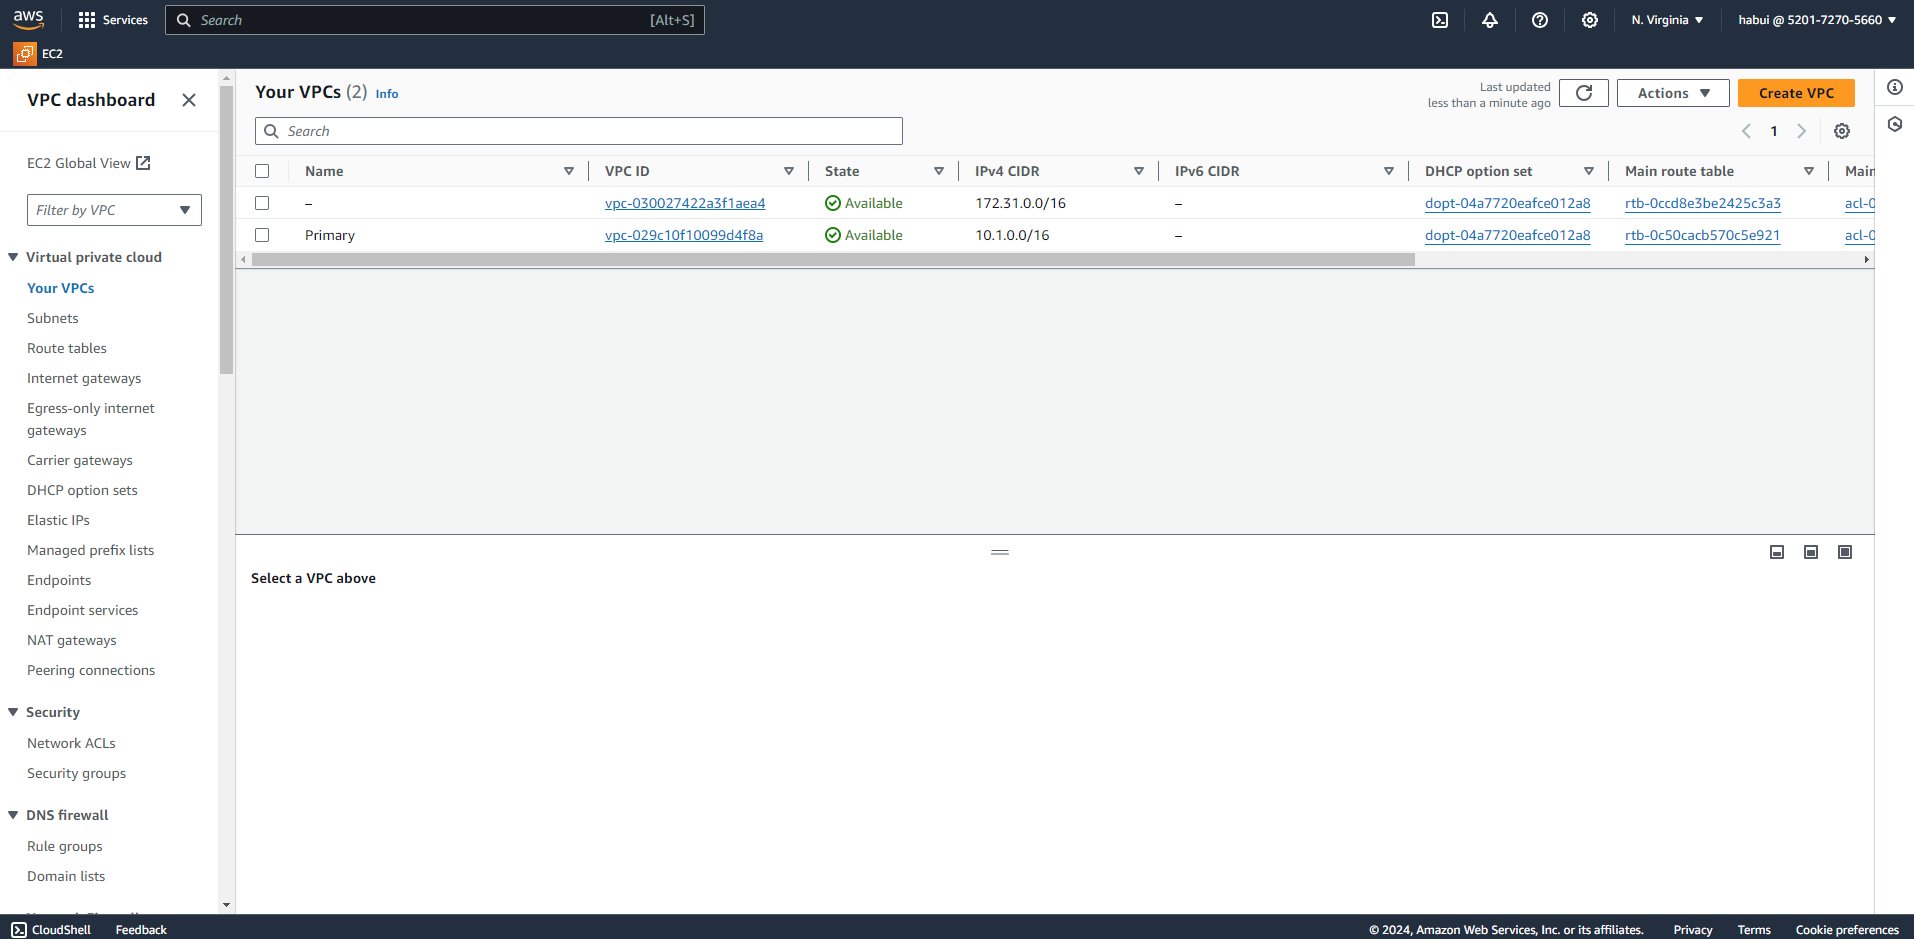 aws
Services
Search
[Alt+S]
N. Virginia
habui @ 5201-7270-5660
EC2
VPC dashboard
EC2 Global View
Filter by VPC
Virtual private cloud
Your VPCs
Subnets
Route tables
Internet gateways
Egress-only internet
gateways
Carrier gateways
DHCP option sets
Elastic IPs
Managed prefix lists
Endpoints
Endpoint services
NAT gateways
Peering connections
Security
Network ACLs
Security groups
DNS firewall
Rule groups
Domain lists
Your VPCs (2) Info
Last updated
less than a minute ago
Actions
Create VPC
Search
1
Name VPC ID State IPv4 CIDR IPv6 CIDR DHCP option set Main route table Main
– vpc-030027422a3f1aea4 Available 172.31.0.0/16 – dopt-04a7720eafce012a8 rtb-0ccd8e3be2425c3a3 acl-0
Primary vpc-029c10f10099d4f8a Available 10.1.0.0/16 – dopt-04a7720eafce012a8 rtb-0c50cacb570c5e921 acl-0
Select a VPC above
CloudShell
Feedback
© 2024, Amazon Web Services, Inc. or its affiliates.
Privacy
Terms
Cookie preferences